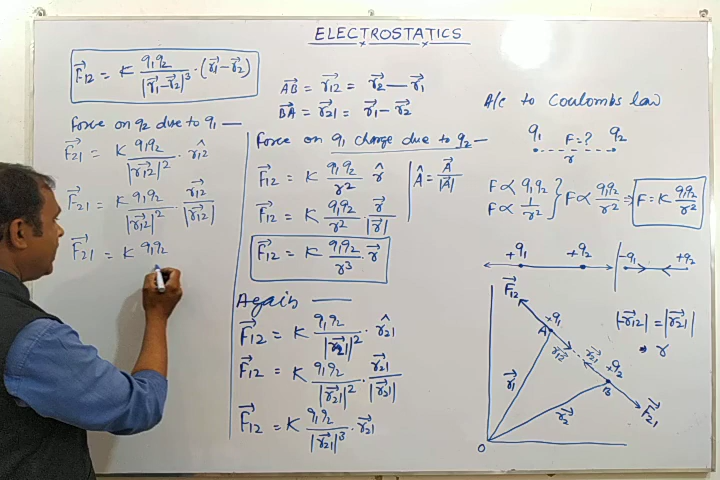 ELECTROSTATICS
F⃗12 = K q1q2/|r⃗1-r⃗2|³ · (r⃗1-r⃗2)
Force on q2 due to q1 —
F⃗21 = K q1q2/|r⃗12|² · r̂12
F⃗21 = K q1q2/|r⃗12|² · r⃗12/|r⃗12|
F⃗21 = K q1q2
AB⃗ = r⃗12 = r⃗2 — r⃗1
BA⃗ = r⃗21 = r⃗1 - r⃗2
Force on q1 charge due to q2 —
F⃗12 = K q1q2/r² · r̂
F⃗12 = K q1q2/r² · r⃗/|r⃗|
F⃗12 = K q1q2/r³ · r⃗
Â = A⃗/|A⃗|
Again —
F⃗12 = K q1q2/|r⃗21|² · r̂21
F⃗12 = K q1q2/|r⃗21|² · r⃗21/|r⃗21|
F⃗12 = K q1q2/|r⃗21|³ · r⃗21
A/c to Coulombs law
q1 F=? q2
r
F∝ q1q2
F∝ 1/r²
} F∝ q1q2/r² ⇒ F=K q1q2/r²
+q1 +q2 -q1 +q2
F⃗12
+q1
A
r⃗12 r⃗21 +q2
B
F⃗21
r⃗1
r⃗2
O
|-r⃗12| = |r⃗21|
⇒ r